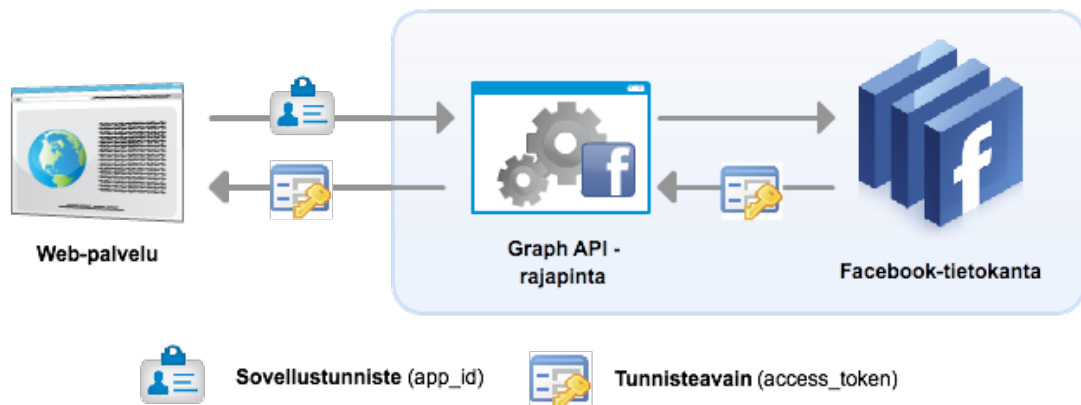 Web-palvelu
Graph API -
rajapinta
Facebook-tietokanta
Sovellustunniste (app_id)
Tunnisteavain (access_token)